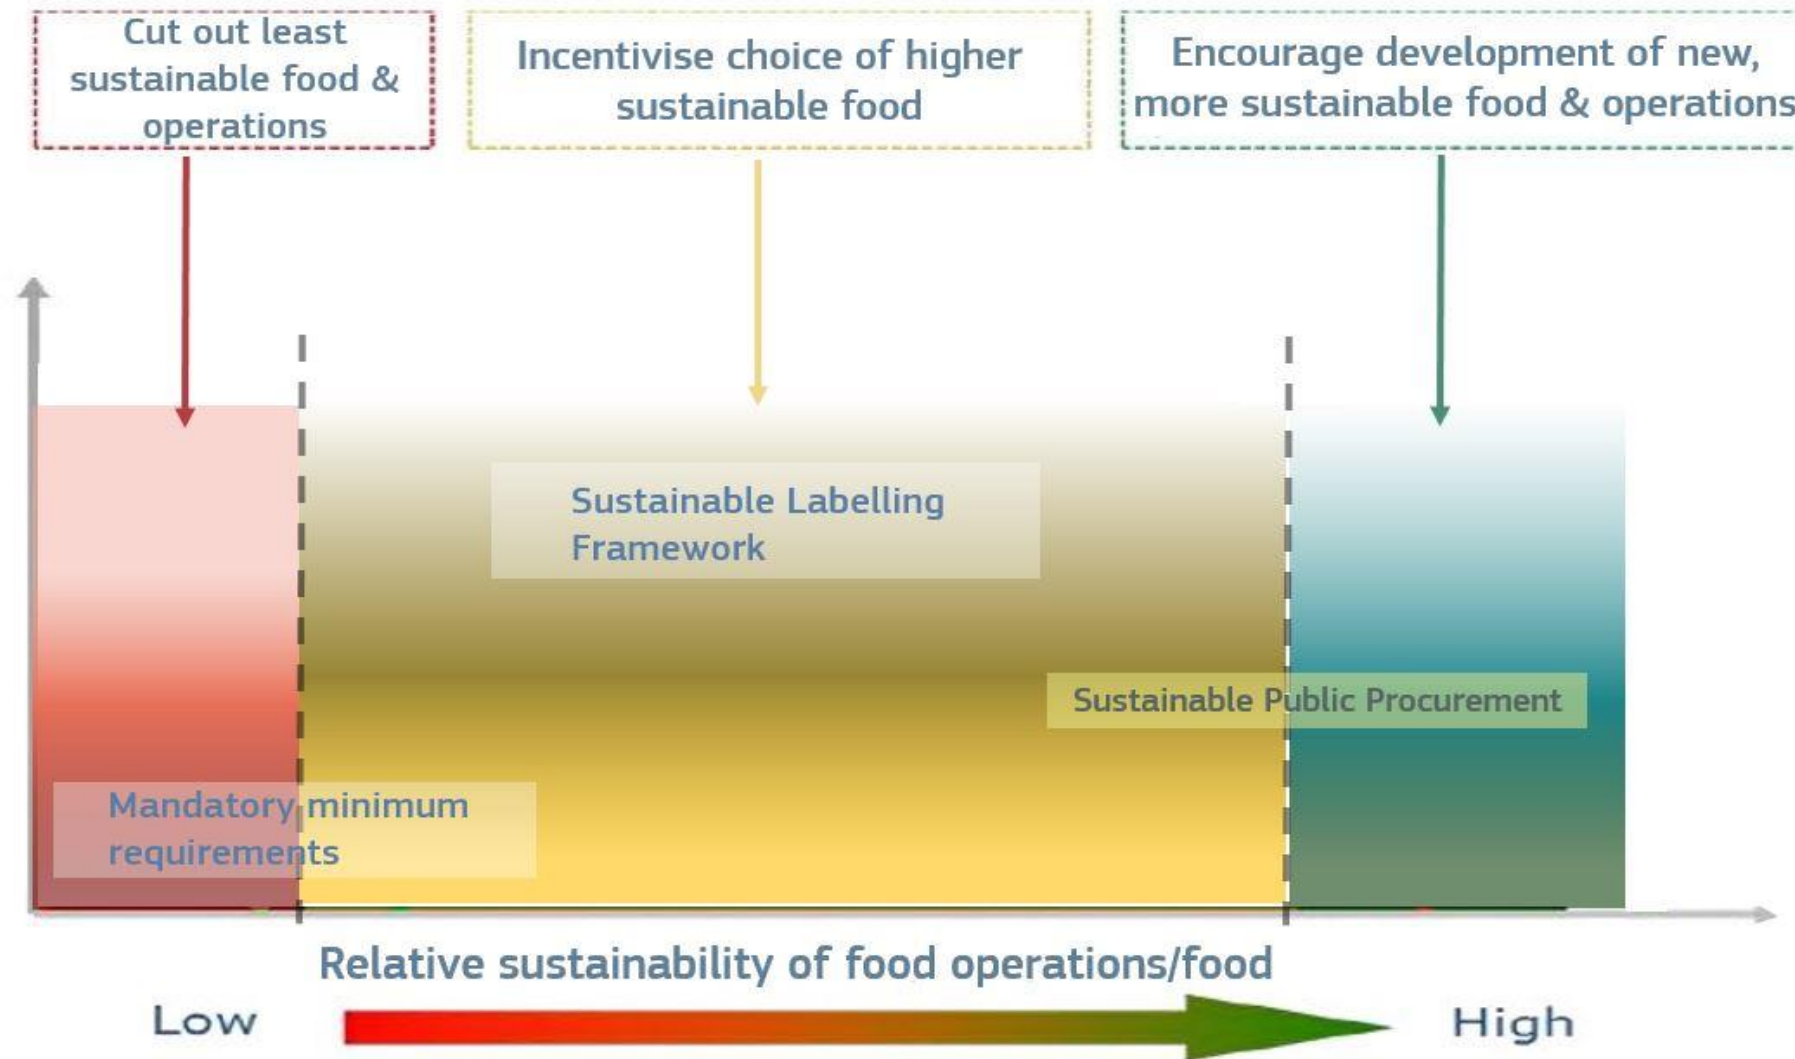 Cut out least
sustainable food &
operations
Incentivise choice of higher
sustainable food
Encourage development of new,
more sustainable food & operations
Sustainable Labelling
Framework
Sustainable Public Procurement
Mandatory minimum
requirements
Relative sustainability of food operations/food
Low
High